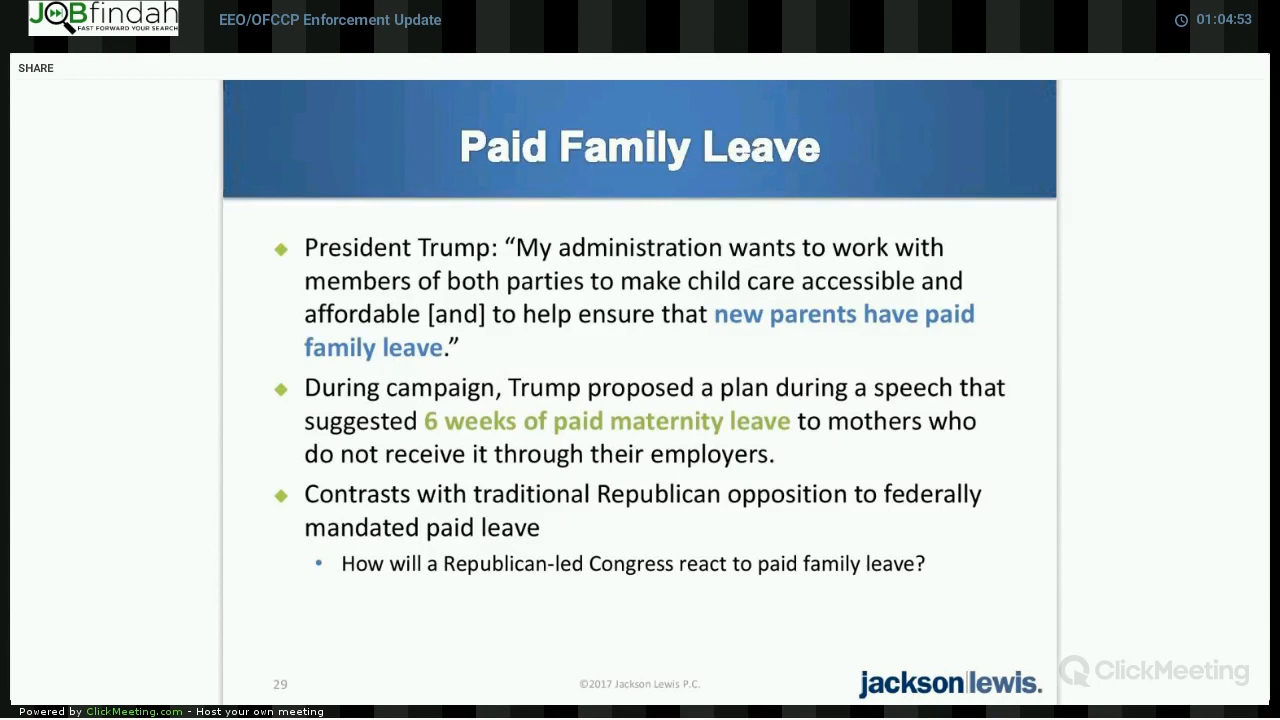 JOBfindah
FAST FORWARD YOUR SEARCH
EEO/OFCCP Enforcement Update
01:04:53
SHARE
Paid Family Leave
President Trump: “My administration wants to work with
members of both parties to make child care accessible and
affordable [and] to help ensure that new parents have paid
family leave.”
During campaign, Trump proposed a plan during a speech that
suggested 6 weeks of paid maternity leave to mothers who
do not receive it through their employers.
Contrasts with traditional Republican opposition to federally
mandated paid leave
• How will a Republican-led Congress react to paid family leave?
29
©2017 Jackson Lewis P.C.
jackson|lewis.
ClickMeeting
Powered by ClickMeeting.com - Host your own meeting